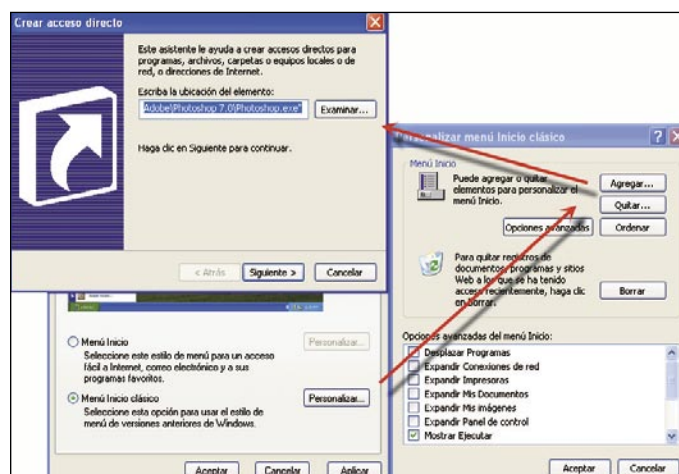 Crear acceso directo
Este asistente le ayuda a crear accesos directos para
programas, archivos, carpetas o equipos locales o de
red, o direcciones de Internet.
Escriba la ubicación del elemento:
Adobe\Photoshop 7.0\Photoshop.exe"
Examinar...
Haga clic en Siguiente para continuar.
< Atrás
Siguiente >
Cancelar
Personalizar menú Inicio clásico
Menú Inicio
Puede agregar o quitar
elementos para personalizar el
menú Inicio.
Agregar...
Quitar...
Opciones avanzadas
Ordenar
Para quitar registros de
documentos, programas y sitios
Web a los que se ha tenido
acceso recientemente, haga clic
en Borrar.
Borrar
Opciones avanzadas del menú Inicio:
Desplazar Programas
Expandir Conexiones de red
Expandir Impresoras
Expandir Mis Documentos
Expandir Mis imágenes
Expandir Panel de control
Mostrar Ejecutar
Aceptar
Cancelar
Menú Inicio
Personalizar...
Seleccione este estilo de menú para un acceso
fácil a Internet, correo electrónico y a sus
programas favoritos.
Menú Inicio clásico
Personalizar...
Seleccione esta opción para usar el estilo de
menú de versiones anteriores de Windows.
Aceptar
Cancelar
Aplicar